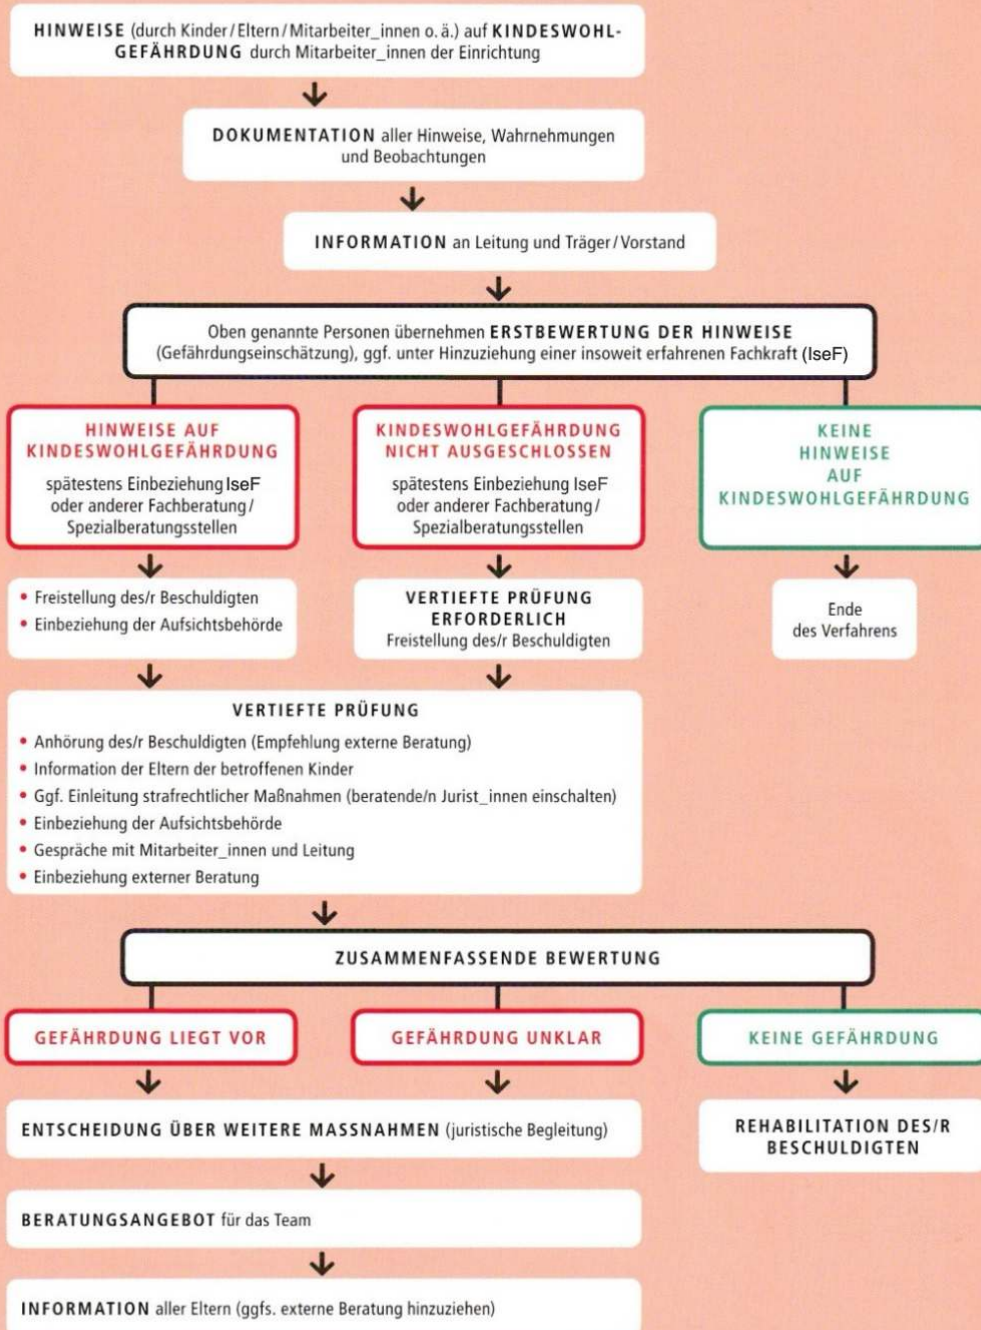 HINWEISE (durch Kinder/Eltern/Mitarbeiter_innen o.ä.) auf KINDESWOHL-
GEFÄHRDUNG durch Mitarbeiter_innen der Einrichtung
DOKUMENTATION aller Hinweise, Wahrnehmungen
und Beobachtungen
INFORMATION an Leitung und Träger/Vorstand
Oben genannte Personen übernehmen ERSTBEWERTUNG DER HINWEISE
(Gefährdungseinschätzung), ggf. unter Hinzuziehung einer insoweit erfahrenen Fachkraft (IseF)
HINWEISE AUF
KINDESWOHLGEFÄHRDUNG
spätestens Einbeziehung IseF
oder anderer Fachberatung/
Spezialberatungsstellen
KINDESWOHLGEFÄHRDUNG
NICHT AUSGESCHLOSSEN
spätestens Einbeziehung IseF
oder anderer Fachberatung/
Spezialberatungsstellen
KEINE
HINWEISE
AUF
KINDESWOHLGEFÄHRDUNG
• Freistellung des/r Beschuldigten
• Einbeziehung der Aufsichtsbehörde
VERTIEFTE PRÜFUNG
ERFORDERLICH
Freistellung des/r Beschuldigten
Ende
des Verfahrens
VERTIEFTE PRÜFUNG
• Anhörung des/r Beschuldigten (Empfehlung externe Beratung)
• Information der Eltern der betroffenen Kinder
• Ggf. Einleitung strafrechtlicher Maßnahmen (beratende/n Jurist_innen einschalten)
• Einbeziehung der Aufsichtsbehörde
• Gespräche mit Mitarbeiter_innen und Leitung
• Einbeziehung externer Beratung
ZUSAMMENFASSENDE BEWERTUNG
GEFÄHRDUNG LIEGT VOR
GEFÄHRDUNG UNKLAR
KEINE GEFÄHRDUNG
ENTSCHEIDUNG ÜBER WEITERE MASSNAHMEN (juristische Begleitung)
REHABILITATION DES/R
BESCHULDIGTEN
BERATUNGSANGEBOT für das Team
INFORMATION aller Eltern (ggfs. externe Beratung hinzuziehen)